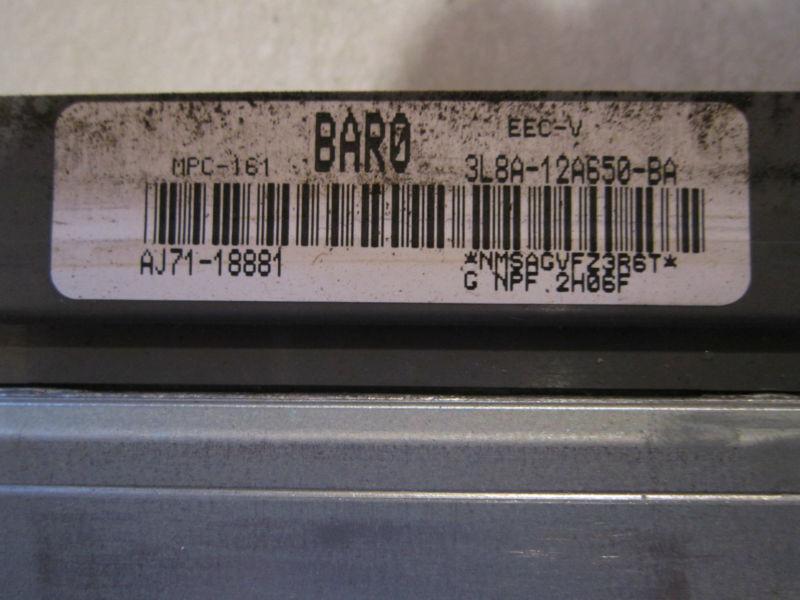 BAR0 EEC-V
MPC-161 3L8A-12A650-BA
AJ71-18881 *NMSAGVFZ3R6T*
G NPF 2H06F